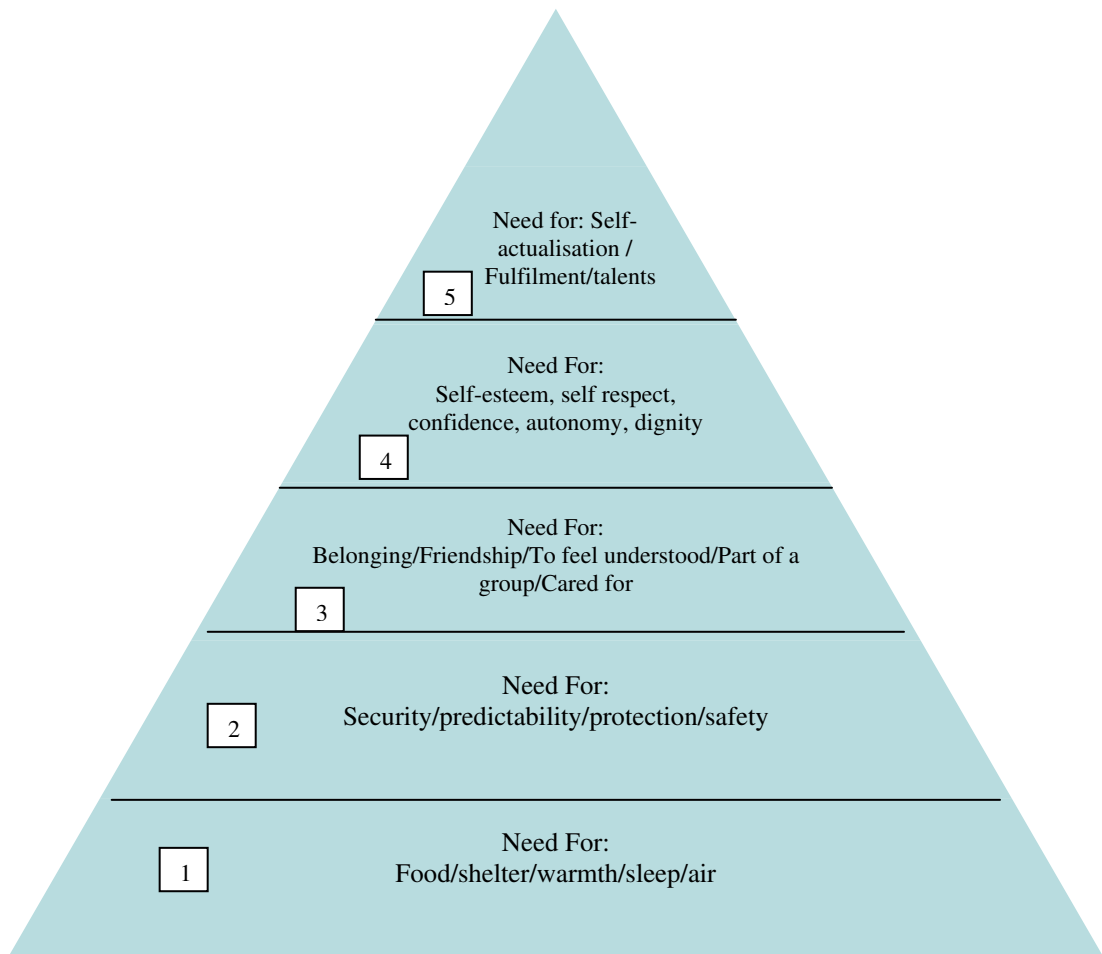 Need for: Self-
actualisation /
Fulfilment/talents
5
Need For:
Self-esteem, self respect,
confidence, autonomy, dignity
4
Need For:
Belonging/Friendship/To feel understood/Part of a
group/Cared for
3
Need For:
Security/predictability/protection/safety
2
Need For:
Food/shelter/warmth/sleep/air
1